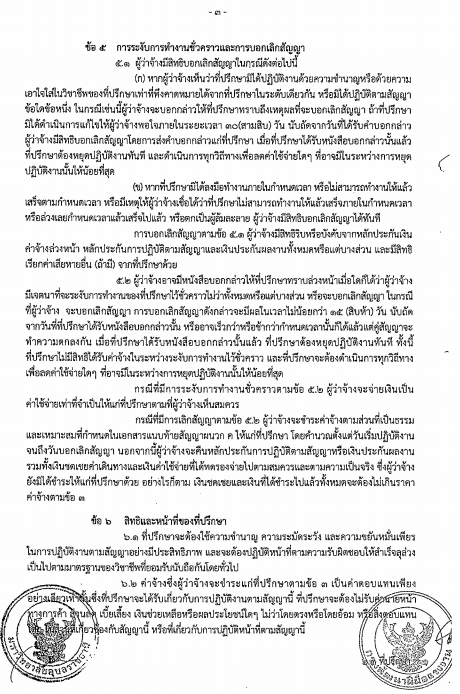 - ๓ -
ข้อ ๕ การระงับการทำงานชั่วคราวและการบอกเลิกสัญญา
๕.๑ ผู้ว่าจ้างมีสิทธิบอกเลิกสัญญาในกรณีดังต่อไปนี้
(ก) หากผู้ว่าจ้างเห็นว่าที่ปรึกษามิได้ปฏิบัติงานด้วยความชำนาญหรือด้วยความ
เอาใจใส่ในวิชาชีพของที่ปรึกษาเท่าที่พึงคาดหมายได้จากที่ปรึกษาในระดับเดียวกัน หรือมิได้ปฏิบัติตามสัญญา
ข้อใดข้อหนึ่ง ในกรณีเช่นนี้ผู้ว่าจ้างจะบอกกล่าวให้ที่ปรึกษาทราบถึงเหตุผลที่จะบอกเลิกสัญญา ถ้าที่ปรึกษา
มิได้ดำเนินการแก้ไขให้ผู้ว่าจ้างพอใจภายในระยะเวลา ๓๐(สามสิบ) วัน นับถัดจากวันที่ได้รับคำบอกกล่าว
ผู้ว่าจ้างมีสิทธิบอกเลิกสัญญาโดยการส่งคำบอกกล่าวแก่ที่ปรึกษา เมื่อที่ปรึกษาได้รับหนังสือบอกกล่าวนั้นแล้ว
ที่ปรึกษาต้องหยุดปฏิบัติงานทันที และดำเนินการทุกวิถีทางเพื่อลดค่าใช้จ่ายใดๆ ที่อาจมีในระหว่างการหยุด
ปฏิบัติงานนั้นให้น้อยที่สุด
(ข) หากที่ปรึกษามิได้ลงมือทำงานภายในกำหนดเวลา หรือไม่สามารถทำงานให้แล้ว
เสร็จตามกำหนดเวลา หรือมีเหตุให้ผู้ว่าจ้างเชื่อได้ว่าที่ปรึกษาไม่สามารถทำงานให้แล้วเสร็จภายในกำหนดเวลา
หรือล่วงเลยกำหนดเวลาแล้วเสร็จไปแล้ว หรือตกเป็นผู้ล้มละลาย ผู้ว่าจ้างมีสิทธิบอกเลิกสัญญาได้ทันที
การบอกเลิกสัญญาตามข้อ ๕.๑ ผู้ว่าจ้างมีสิทธิริบหรือบังคับจากหลักประกันเงิน
ค่าจ้างล่วงหน้า หลักประกันการปฏิบัติตามสัญญาและเงินประกันผลงานทั้งหมดหรือแต่บางส่วน และมีสิทธิ
เรียกค่าเสียหายอื่น (ถ้ามี) จากที่ปรึกษาด้วย
๕.๒ ผู้ว่าจ้างอาจมีหนังสือบอกกล่าวให้ที่ปรึกษาทราบล่วงหน้าเมื่อใดก็ได้ว่าผู้ว่าจ้าง
มีเจตนาที่จะระงับการทำงานของที่ปรึกษาไว้ชั่วคราวไม่ว่าทั้งหมดหรือแต่บางส่วน หรือจะบอกเลิกสัญญา ในกรณี
ที่ผู้ว่าจ้าง จะบอกเลิกสัญญา การบอกเลิกสัญญาดังกล่าวจะมีผลในเวลาไม่น้อยกว่า ๑๕ (สิบห้า) วัน นับถัด
จากวันที่ที่ปรึกษาได้รับหนังสือบอกกล่าวนั้น หรืออาจเร็วกว่าหรือช้ากว่ากำหนดเวลานั้นก็ได้แล้วแต่คู่สัญญาจะ
ทำความตกลงกัน เมื่อที่ปรึกษาได้รับหนังสือบอกกล่าวนั้นแล้ว ที่ปรึกษาต้องหยุดปฏิบัติงานทันที ทั้งนี้
ที่ปรึกษาไม่มีสิทธิได้รับค่าจ้างในระหว่างระงับการทำงานไว้ชั่วคราว และที่ปรึกษาจะต้องดำเนินการทุกวิถีทาง
เพื่อลดค่าใช้จ่ายใดๆ ที่อาจมีในระหว่างการหยุดปฏิบัติงานนั้นให้น้อยที่สุด
กรณีที่มีการระงับการทำงานชั่วคราวตามข้อ ๕.๒ ผู้ว่าจ้างจะจ่ายเงินเป็น
ค่าใช้จ่ายเท่าที่จำเป็นให้แก่ที่ปรึกษาตามที่ผู้ว่าจ้างเห็นสมควร
กรณีที่มีการเลิกสัญญาตามข้อ ๕.๒ ผู้ว่าจ้างจะชำระค่าจ้างตามส่วนที่เป็นธรรม
และเหมาะสมที่กำหนดในเอกสารแนบท้ายสัญญาผนวก ค ให้แก่ที่ปรึกษา โดยคำนวณตั้งแต่วันเริ่มปฏิบัติงาน
จนถึงวันบอกเลิกสัญญา นอกจากนี้ผู้ว่าจ้างจะคืนหลักประกันการปฏิบัติตามสัญญาหรือเงินประกันผลงาน
รวมทั้งเงินชดเชยค่าเดินทางและเงินค่าใช้จ่ายที่ได้ทดรองจ่ายไปตามสมควรและตามความเป็นจริง ซึ่งผู้ว่าจ้าง
ยังมิได้ชำระให้แก่ที่ปรึกษาด้วย อย่างไรก็ตาม เงินชดเชยและเงินที่ได้ชำระไปแล้วทั้งหมดจะต้องไม่เกินราคา
ค่าจ้างตามข้อ ๓
ข้อ ๖ สิทธิและหน้าที่ของที่ปรึกษา
๖.๑ ที่ปรึกษาจะต้องใช้ความชำนาญ ความระมัดระวัง และความขยันหมั่นเพียร
ในการปฏิบัติงานตามสัญญาอย่างมีประสิทธิภาพ และจะต้องปฏิบัติหน้าที่ตามความรับผิดชอบให้สำเร็จลุล่วง
เป็นไปตามมาตรฐานของวิชาชีพที่ยอมรับนับถือกันโดยทั่วไป
๖.๒ ค่าจ้างซึ่งผู้ว่าจ้างจะชำระแก่ที่ปรึกษาตามข้อ ๓ เป็นค่าตอบแทนเพียง
อย่างเดียวเท่านั้นซึ่งที่ปรึกษาจะได้รับเกี่ยวกับการปฏิบัติงานตามสัญญานี้ ที่ปรึกษาจะต้องไม่รับค่านายหน้า
ทางการค้า ส่วนลด เบี้ยเลี้ยง เงินช่วยเหลือหรือผลประโยชน์ใดๆ ไม่ว่าโดยตรงหรือโดยอ้อม หรือสิ่งตอบแทน
เกี่ยวข้องกับสัญญานี้ หรือที่เกี่ยวกับการปฏิบัติหน้าที่ตามสัญญานี้